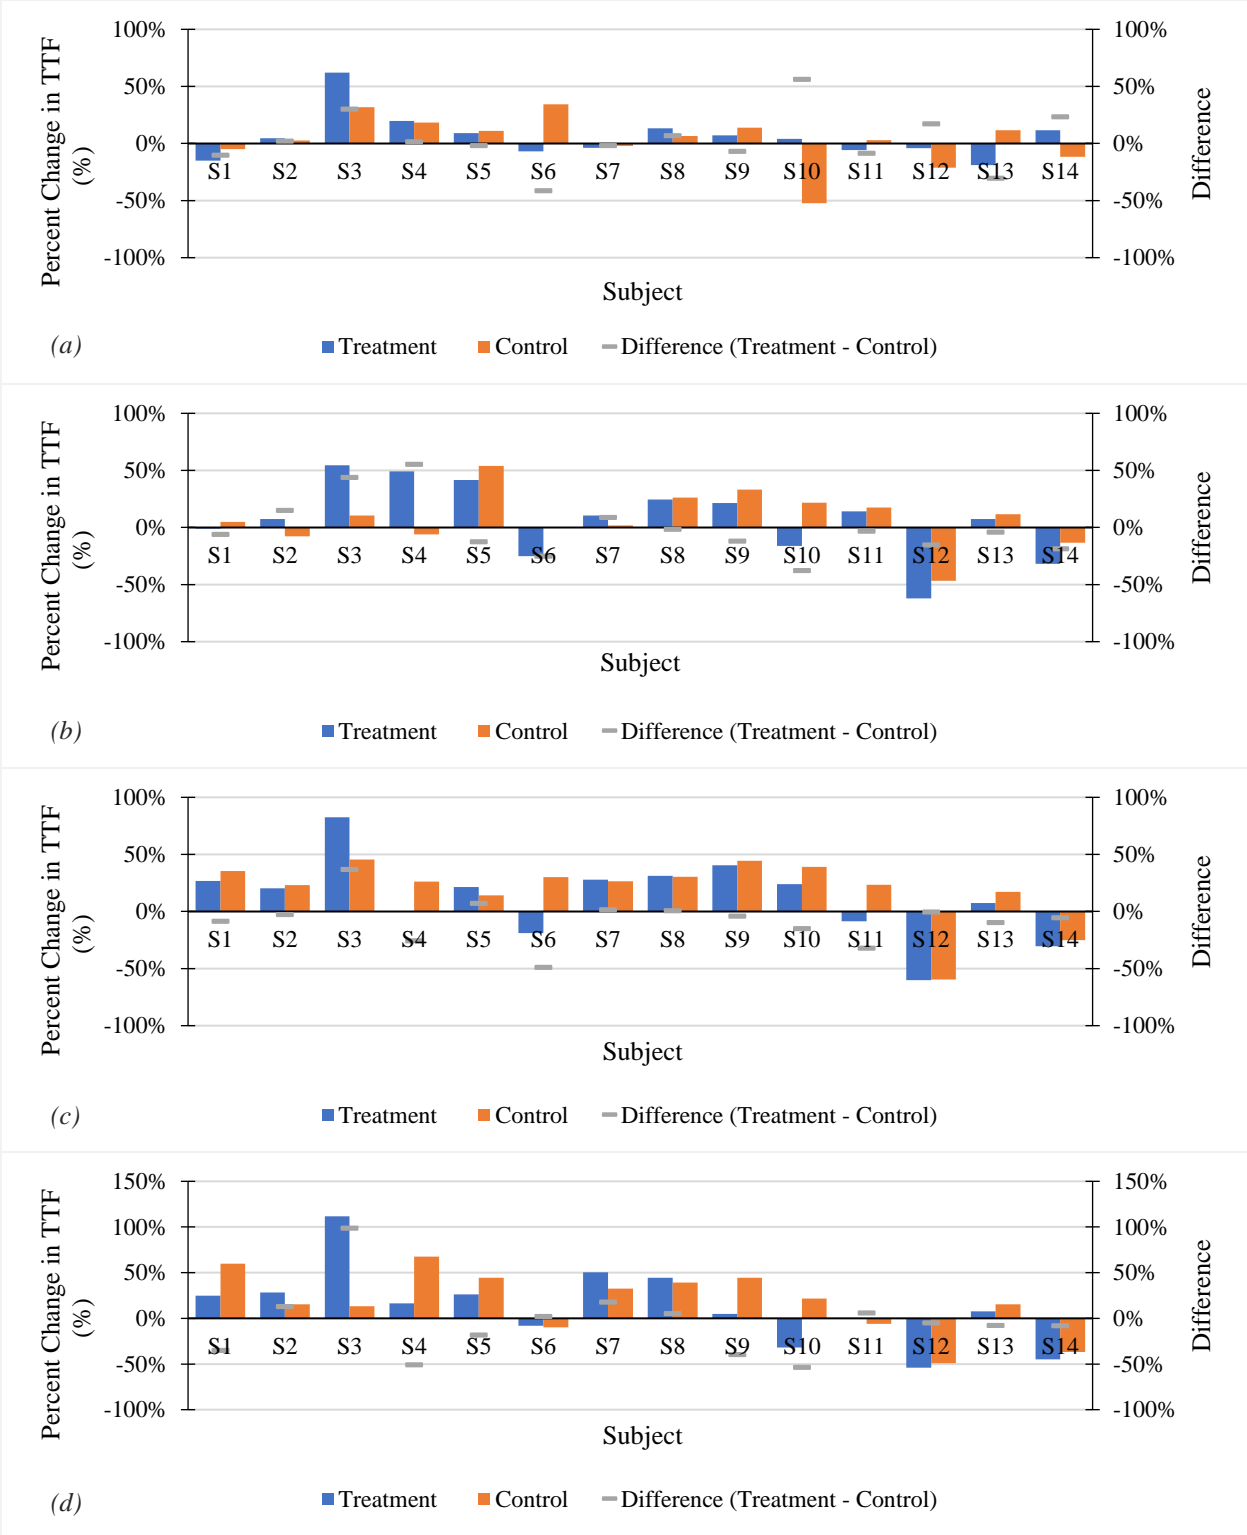 100% 100%
50% 50%
0% 0%
-50% -50%
-100% -100%
Percent Change in TTF
(%)
Difference
S1 S2 S3 S4 S5 S6 S7 S8 S9 S10 S11 S12 S13 S14
Subject
(a) Treatment Control Difference (Treatment - Control)
100% 100%
50% 50%
0% 0%
-50% -50%
-100% -100%
Percent Change in TTF
(%)
Difference
S1 S2 S3 S4 S5 S6 S7 S8 S9 S10 S11 S12 S13 S14
Subject
(b) Treatment Control Difference (Treatment - Control)
100% 100%
50% 50%
0% 0%
-50% -50%
-100% -100%
Percent Change in TTF
(%)
Difference
S1 S2 S3 S4 S5 S6 S7 S8 S9 S10 S11 S12 S13 S14
Subject
(c) Treatment Control Difference (Treatment - Control)
150% 150%
100% 100%
50% 50%
0% 0%
-50% -50%
-100% -100%
Percent Change in TTF
(%)
Difference
S1 S2 S3 S4 S5 S6 S7 S8 S9 S10 S11 S12 S13 S14
Subject
(d) Treatment Control Difference (Treatment - Control)